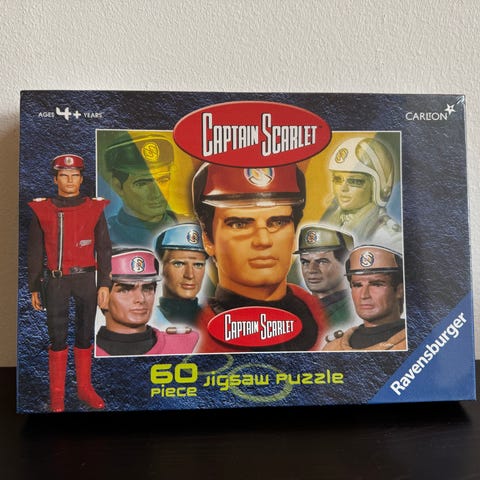 AGES 4+ YEARS
CARLTON
CAPTAIN SCARLET
CAPTAIN SCARLET
60 piece jigsaw puzzle
Ravensburger